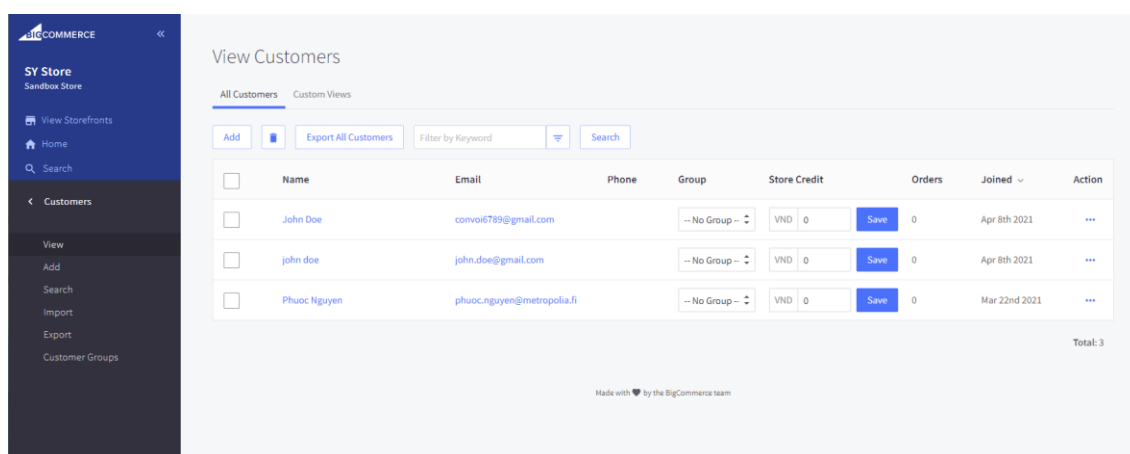 BIGCOMMERCE «
SY Store
Sandbox Store
View Storefronts
Home
Search
Customers
View
Add
Search
Import
Export
Customer Groups
View Customers
All Customers Custom Views
Add Export All Customers Filter by Keyword Search
Name Email Phone Group Store Credit Orders Joined Action
John Doe convoi6789@gmail.com -- No Group -- VND 0 Save 0 Apr 8th 2021 ...
john doe john.doe@gmail.com -- No Group -- VND 0 Save 0 Apr 8th 2021 ...
Phuoc Nguyen phuoc.nguyen@metropolia.fi -- No Group -- VND 0 Save 0 Mar 22nd 2021 ...
Total: 3
Made with ♥ by the BigCommerce team